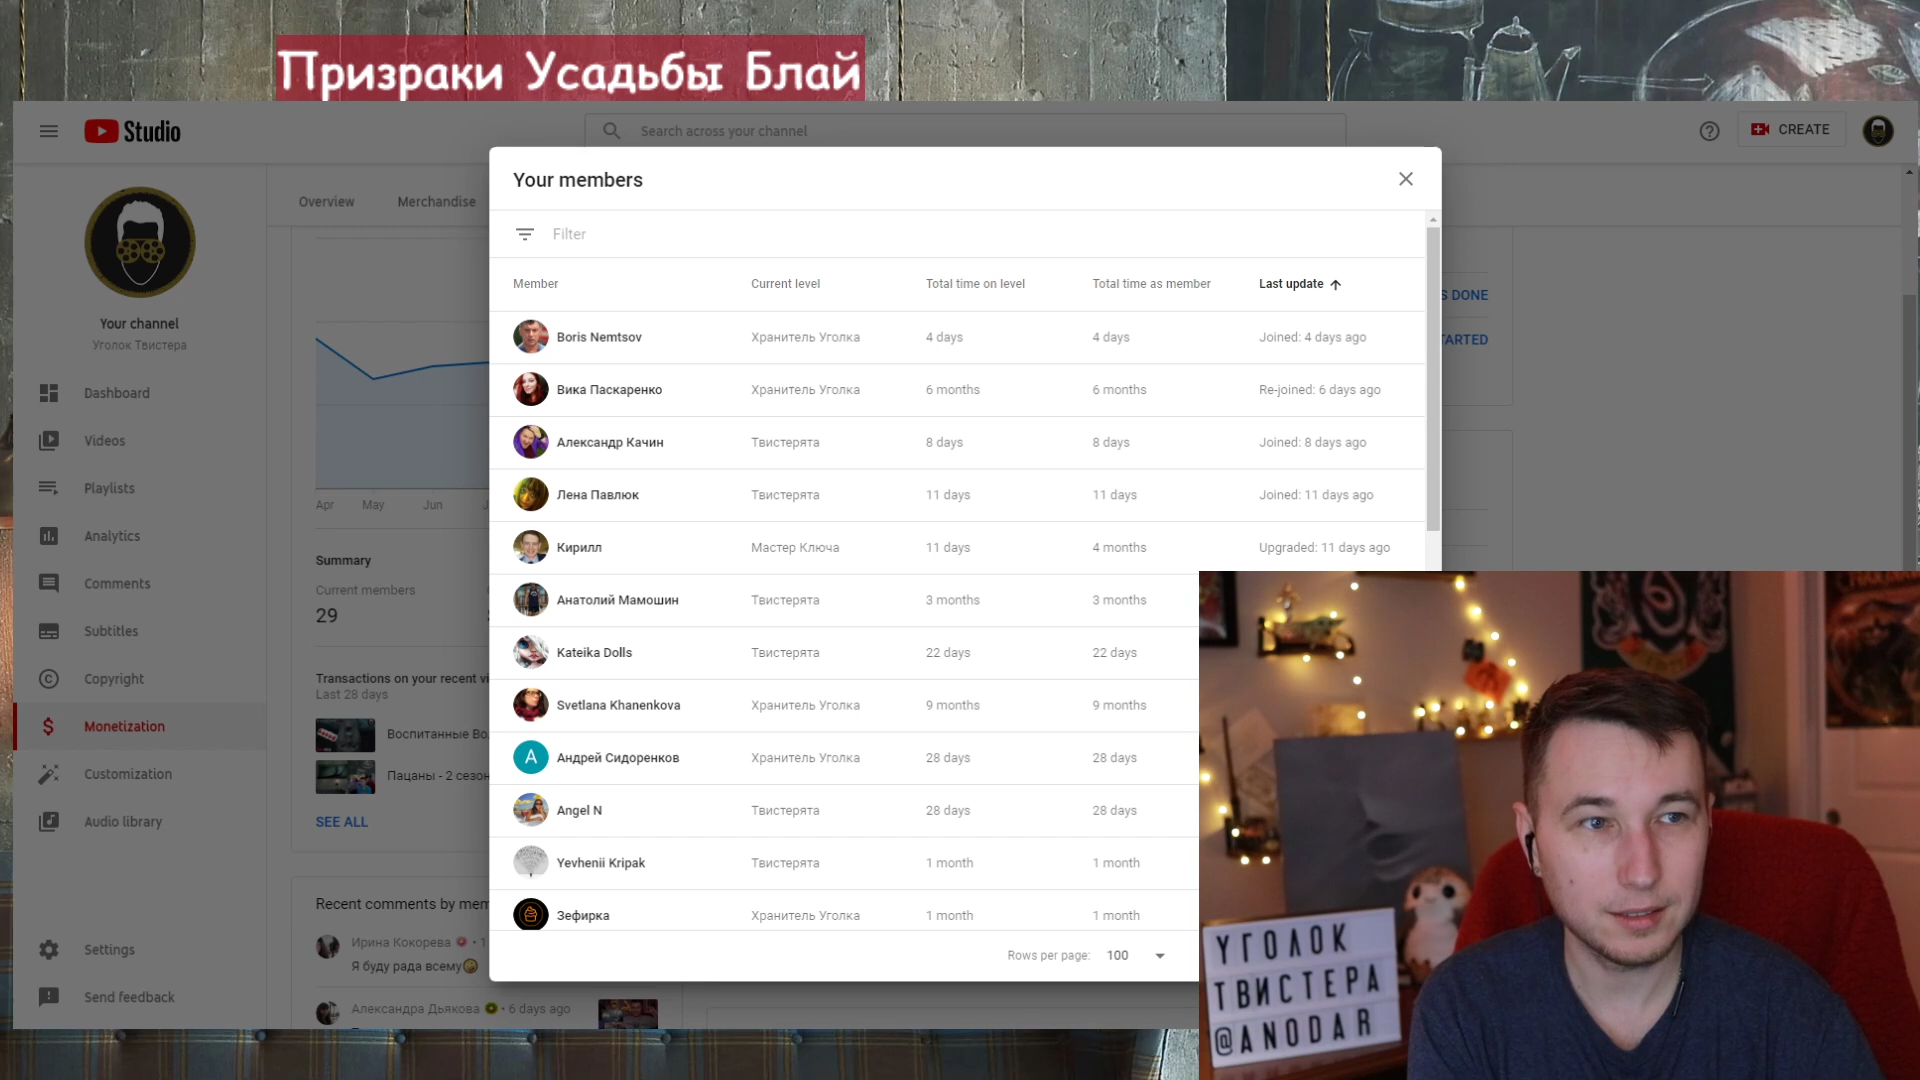 Призраки Усадьбы Блай
Studio
Search across your channel
CREATE
Your channel
Уголок Твистера
Dashboard
Videos
Playlists
Analytics
Comments
Subtitles
Copyright
Monetization
Customization
Audio library
Settings
Send feedback
Overview
Merchandise
Apr May Jun
Summary
Current members
29
Transactions on your recent vi
Last 28 days
Воспитанные Во
Пацаны - 2 сезон
SEE ALL
Recent comments by mem
Ирина Кокорева • 1
Я буду рада всему
Александра Дьякова • 6 days ago
S DONE
TARTED
Your members
Filter
Member Current level Total time on level Total time as member Last update
Boris Nemtsov Хранитель Уголка 4 days 4 days Joined: 4 days ago
Вика Паскаренко Хранитель Уголка 6 months 6 months Re-joined: 6 days ago
Александр Качин Твистерята 8 days 8 days Joined: 8 days ago
Лена Павлюк Твистерята 11 days 11 days Joined: 11 days ago
Кирилл Мастер Ключа 11 days 4 months Upgraded: 11 days ago
Анатолий Мамошин Твистерята 3 months 3 months
Kateika Dolls Твистерята 22 days 22 days
Svetlana Khanenkova Хранитель Уголка 9 months 9 months
А Андрей Сидоренков Хранитель Уголка 28 days 28 days
Angel N Твистерята 28 days 28 days
Yevhenii Kripak Твистерята 1 month 1 month
Зефирка Хранитель Уголка 1 month 1 month
Rows per page: 100
УГОЛОК
ТВИСТЕРА
@ANODAR